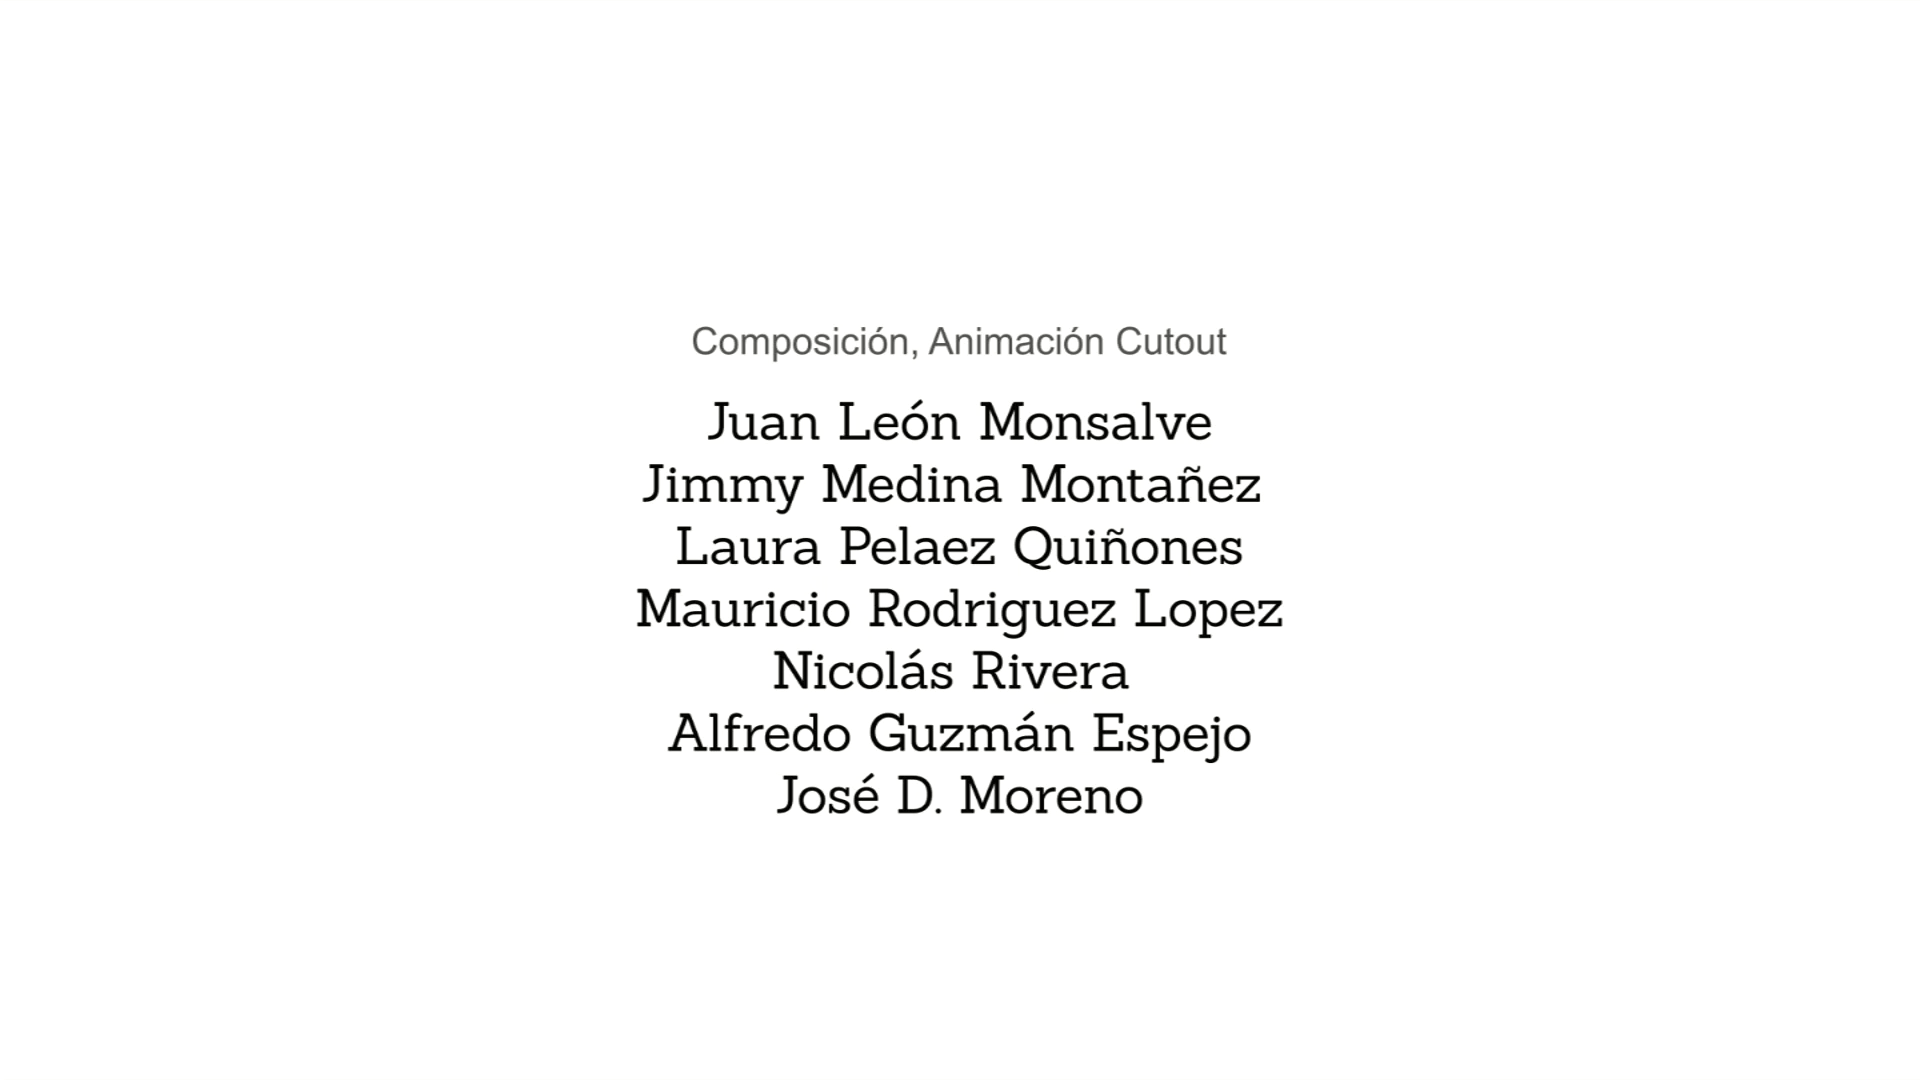 Composición, Animación Cutout
Juan León Monsalve
Jimmy Medina Montañez
Laura Pelaez Quiñones
Mauricio Rodriguez Lopez
Nicolás Rivera
Alfredo Guzmán Espejo
José D. Moreno